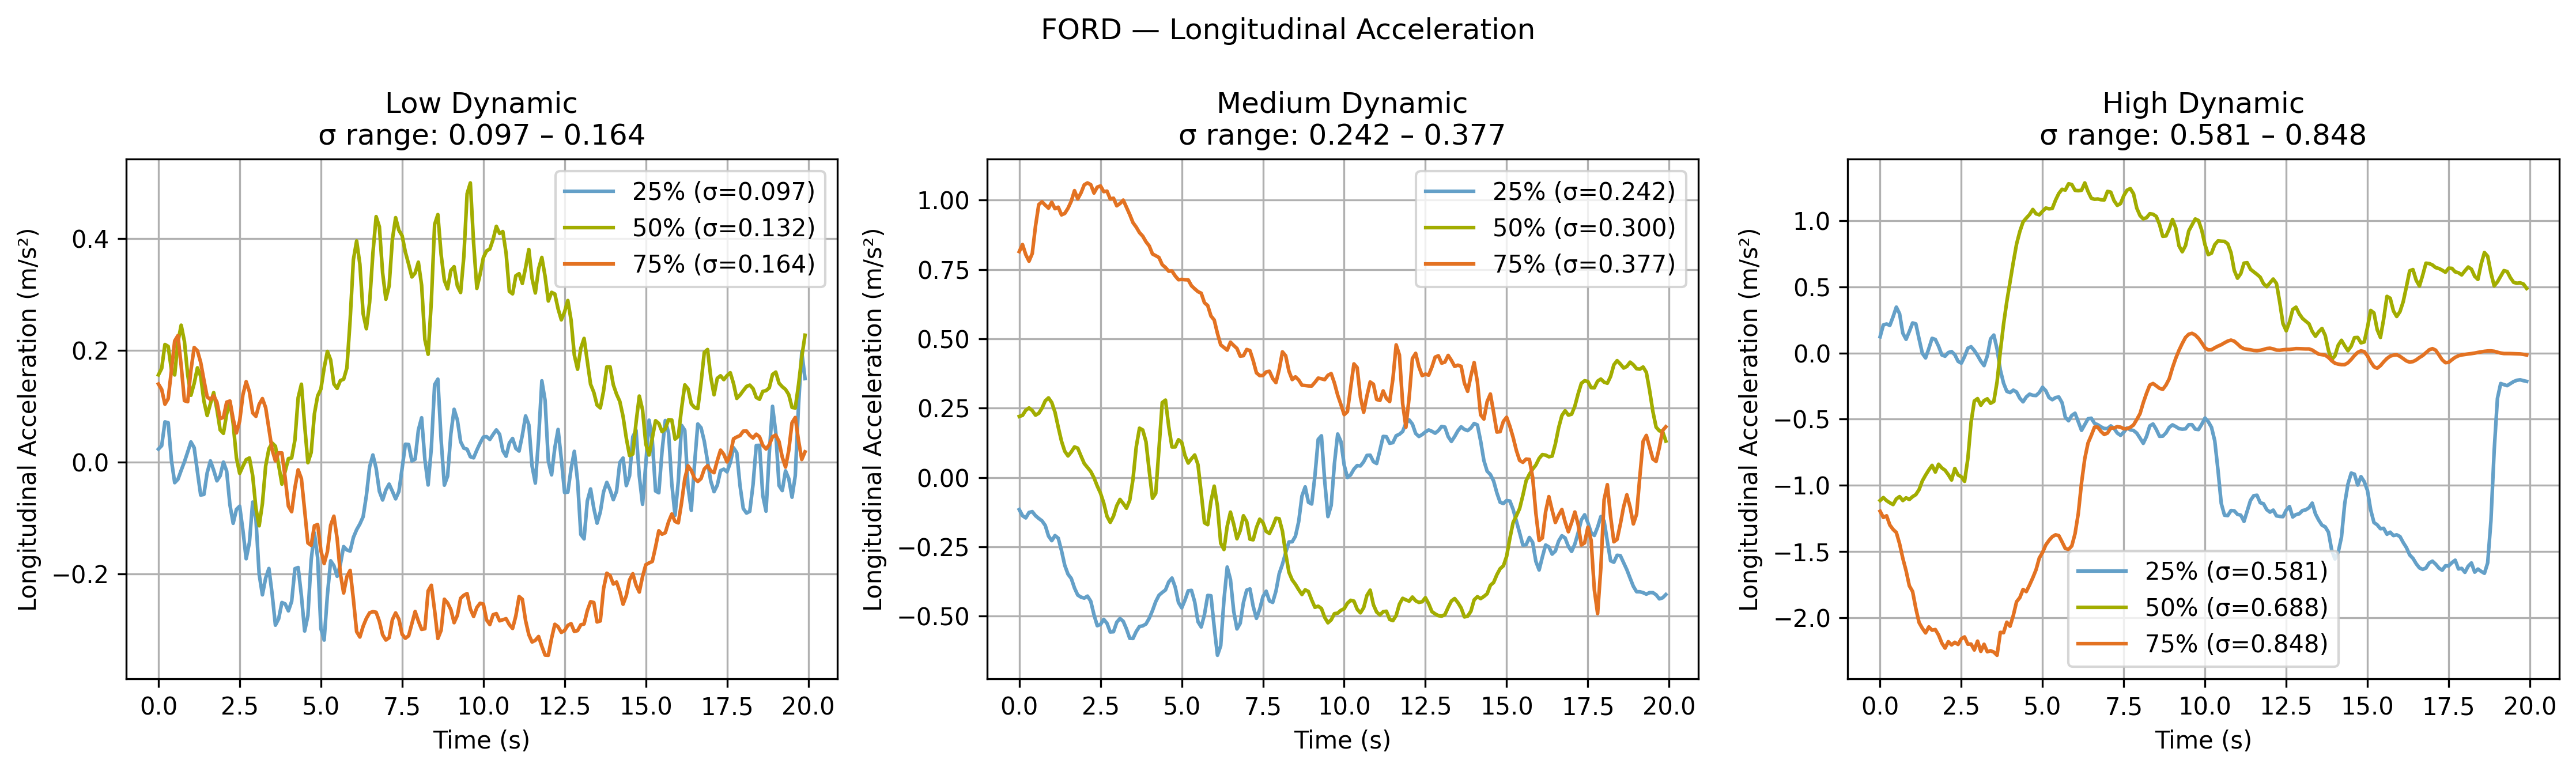 FORD — Longitudinal Acceleration
Low Dynamic
σ range: 0.097 – 0.164
Longitudinal Acceleration (m/s²)
0.4
0.2
0.0
−0.2
25% (σ=0.097)
50% (σ=0.132)
75% (σ=0.164)
0.0 2.5 5.0 7.5 10.0 12.5 15.0 17.5 20.0
Time (s)
Medium Dynamic
σ range: 0.242 – 0.377
Longitudinal Acceleration (m/s²)
1.00
0.75
0.50
0.25
0.00
−0.25
−0.50
25% (σ=0.242)
50% (σ=0.300)
75% (σ=0.377)
0.0 2.5 5.0 7.5 10.0 12.5 15.0 17.5 20.0
Time (s)
High Dynamic
σ range: 0.581 – 0.848
Longitudinal Acceleration (m/s²)
1.0
0.5
0.0
−0.5
−1.0
−1.5
−2.0
25% (σ=0.581)
50% (σ=0.688)
75% (σ=0.848)
0.0 2.5 5.0 7.5 10.0 12.5 15.0 17.5 20.0
Time (s)